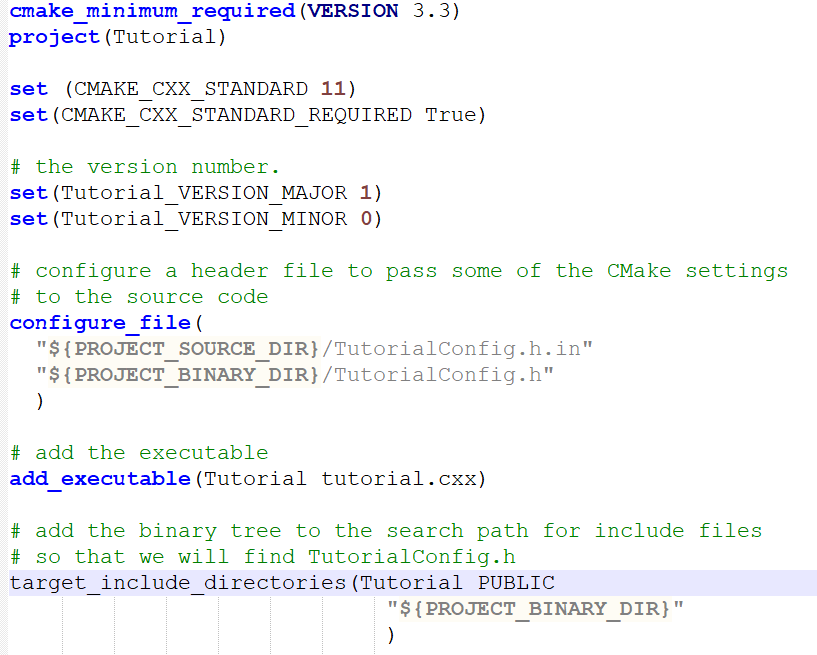 cmake_minimum_required(VERSION 3.3)
project(Tutorial)
set (CMAKE_CXX_STANDARD 11)
set(CMAKE_CXX_STANDARD_REQUIRED True)
# the version number.
set(Tutorial_VERSION_MAJOR 1)
set(Tutorial_VERSION_MINOR 0)
# configure a header file to pass some of the CMake settings
# to the source code
configure_file(
"${PROJECT_SOURCE_DIR}/TutorialConfig.h.in"
"${PROJECT_BINARY_DIR}/TutorialConfig.h"
)
# add the executable
add_executable(Tutorial tutorial.cxx)
# add the binary tree to the search path for include files
# so that we will find TutorialConfig.h
target_include_directories(Tutorial PUBLIC
"${PROJECT_BINARY_DIR}"
)